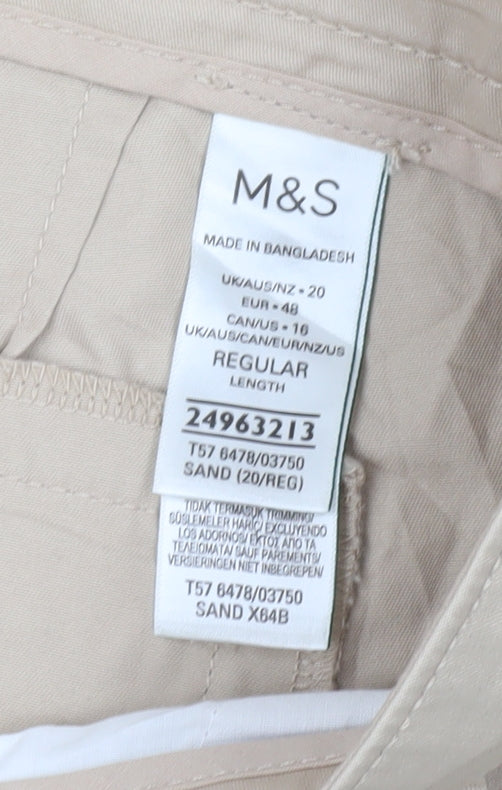 M&S
MADE IN BANGLADESH
UK/AUS/NZ • 20
EUR • 48
CAN/US • 16
UK/AUS/CAN/EUR/NZ/US
REGULAR
LENGTH
24963213
T57 6478/03750
SAND (20/REG)
TIDAK TERMASUK TRIMMING/
SÜSLEMELER HARİÇ/ EXCLUYENDO
LOS ADORNOS/ ΕΚΤΟΣ ΑΠΟ ΤΑ
ΤΕΛΕΙΩΜΑΤΑ/ SAUF PAREMENTS/
VERSIERINGEN NIET INBEGREPEN/
T57 6478/03750
SAND X64B